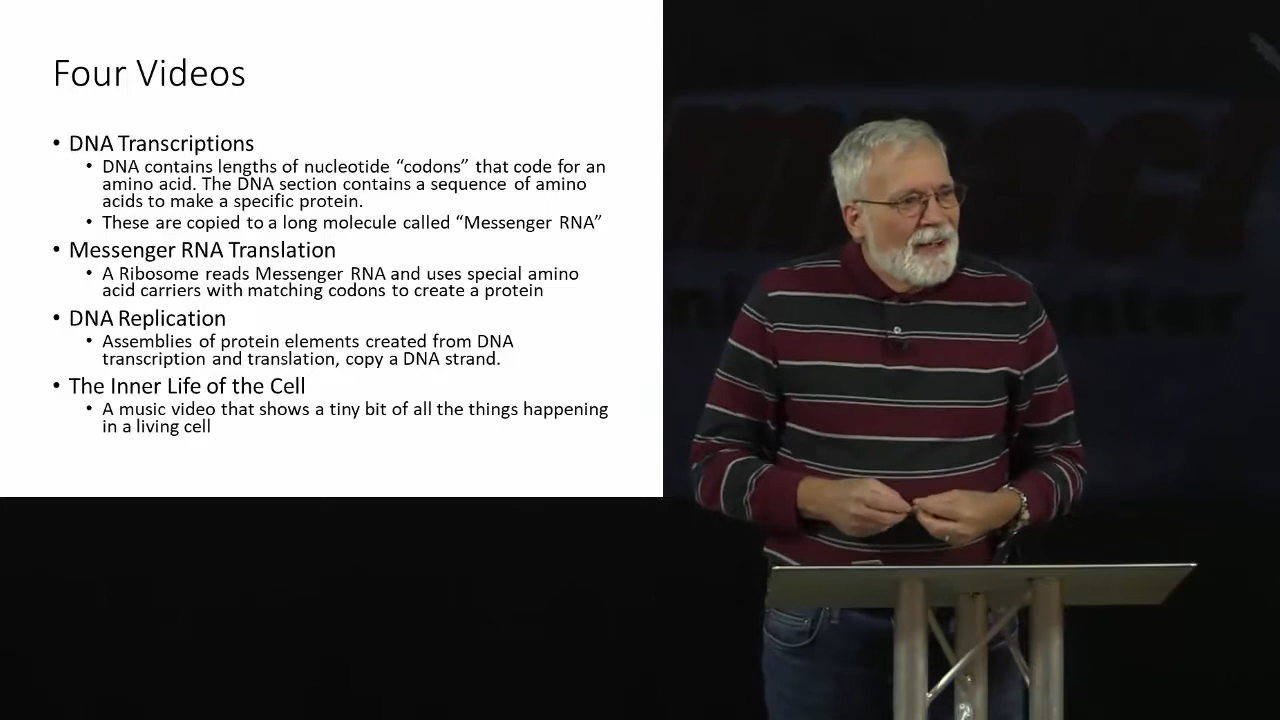 Four Videos
• DNA Transcriptions
• DNA contains lengths of nucleotide “codons” that code for an
amino acid. The DNA section contains a sequence of amino
acids to make a specific protein.
• These are copied to a long molecule called “Messenger RNA”
• Messenger RNA Translation
• A Ribosome reads Messenger RNA and uses special amino
acid carriers with matching codons to create a protein
• DNA Replication
• Assemblies of protein elements created from DNA
transcription and translation, copy a DNA strand.
• The Inner Life of the Cell
• A music video that shows a tiny bit of all the things happening
in a living cell